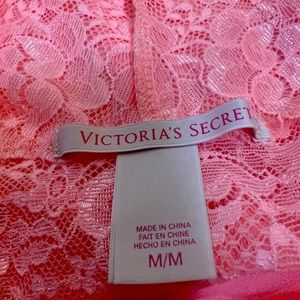 VICTORIA'S SECRET
MADE IN CHINA
FAIT EN CHINE
HECHO EN CHINA
M/M